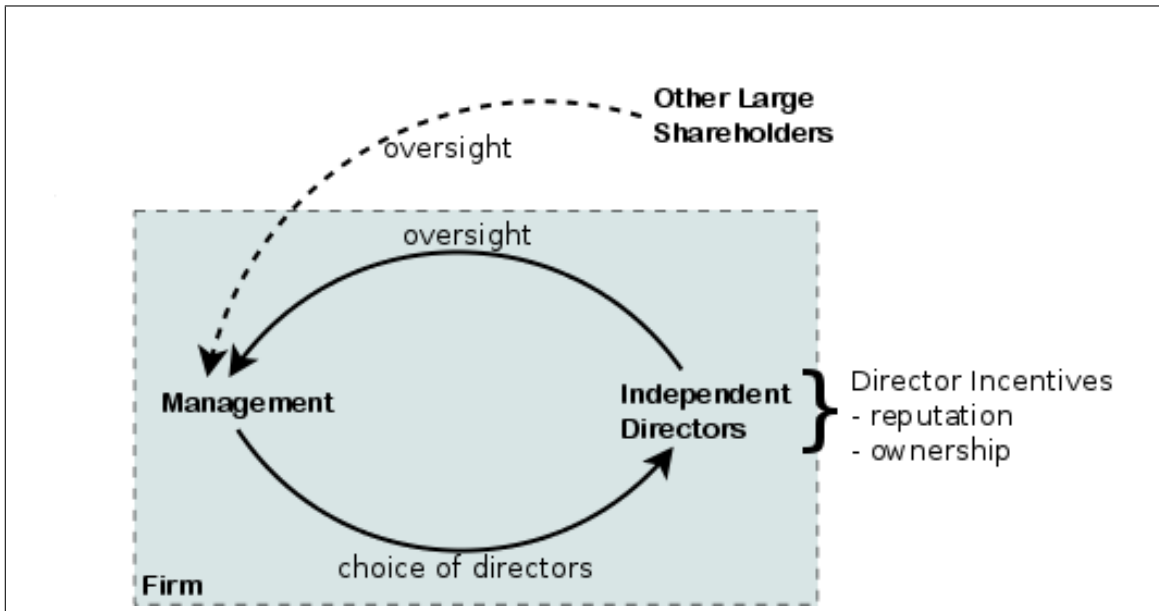 Other Large
Shareholders
oversight
oversight
Management
Independent
Directors
Director Incentives
- reputation
- ownership
choice of directors
Firm